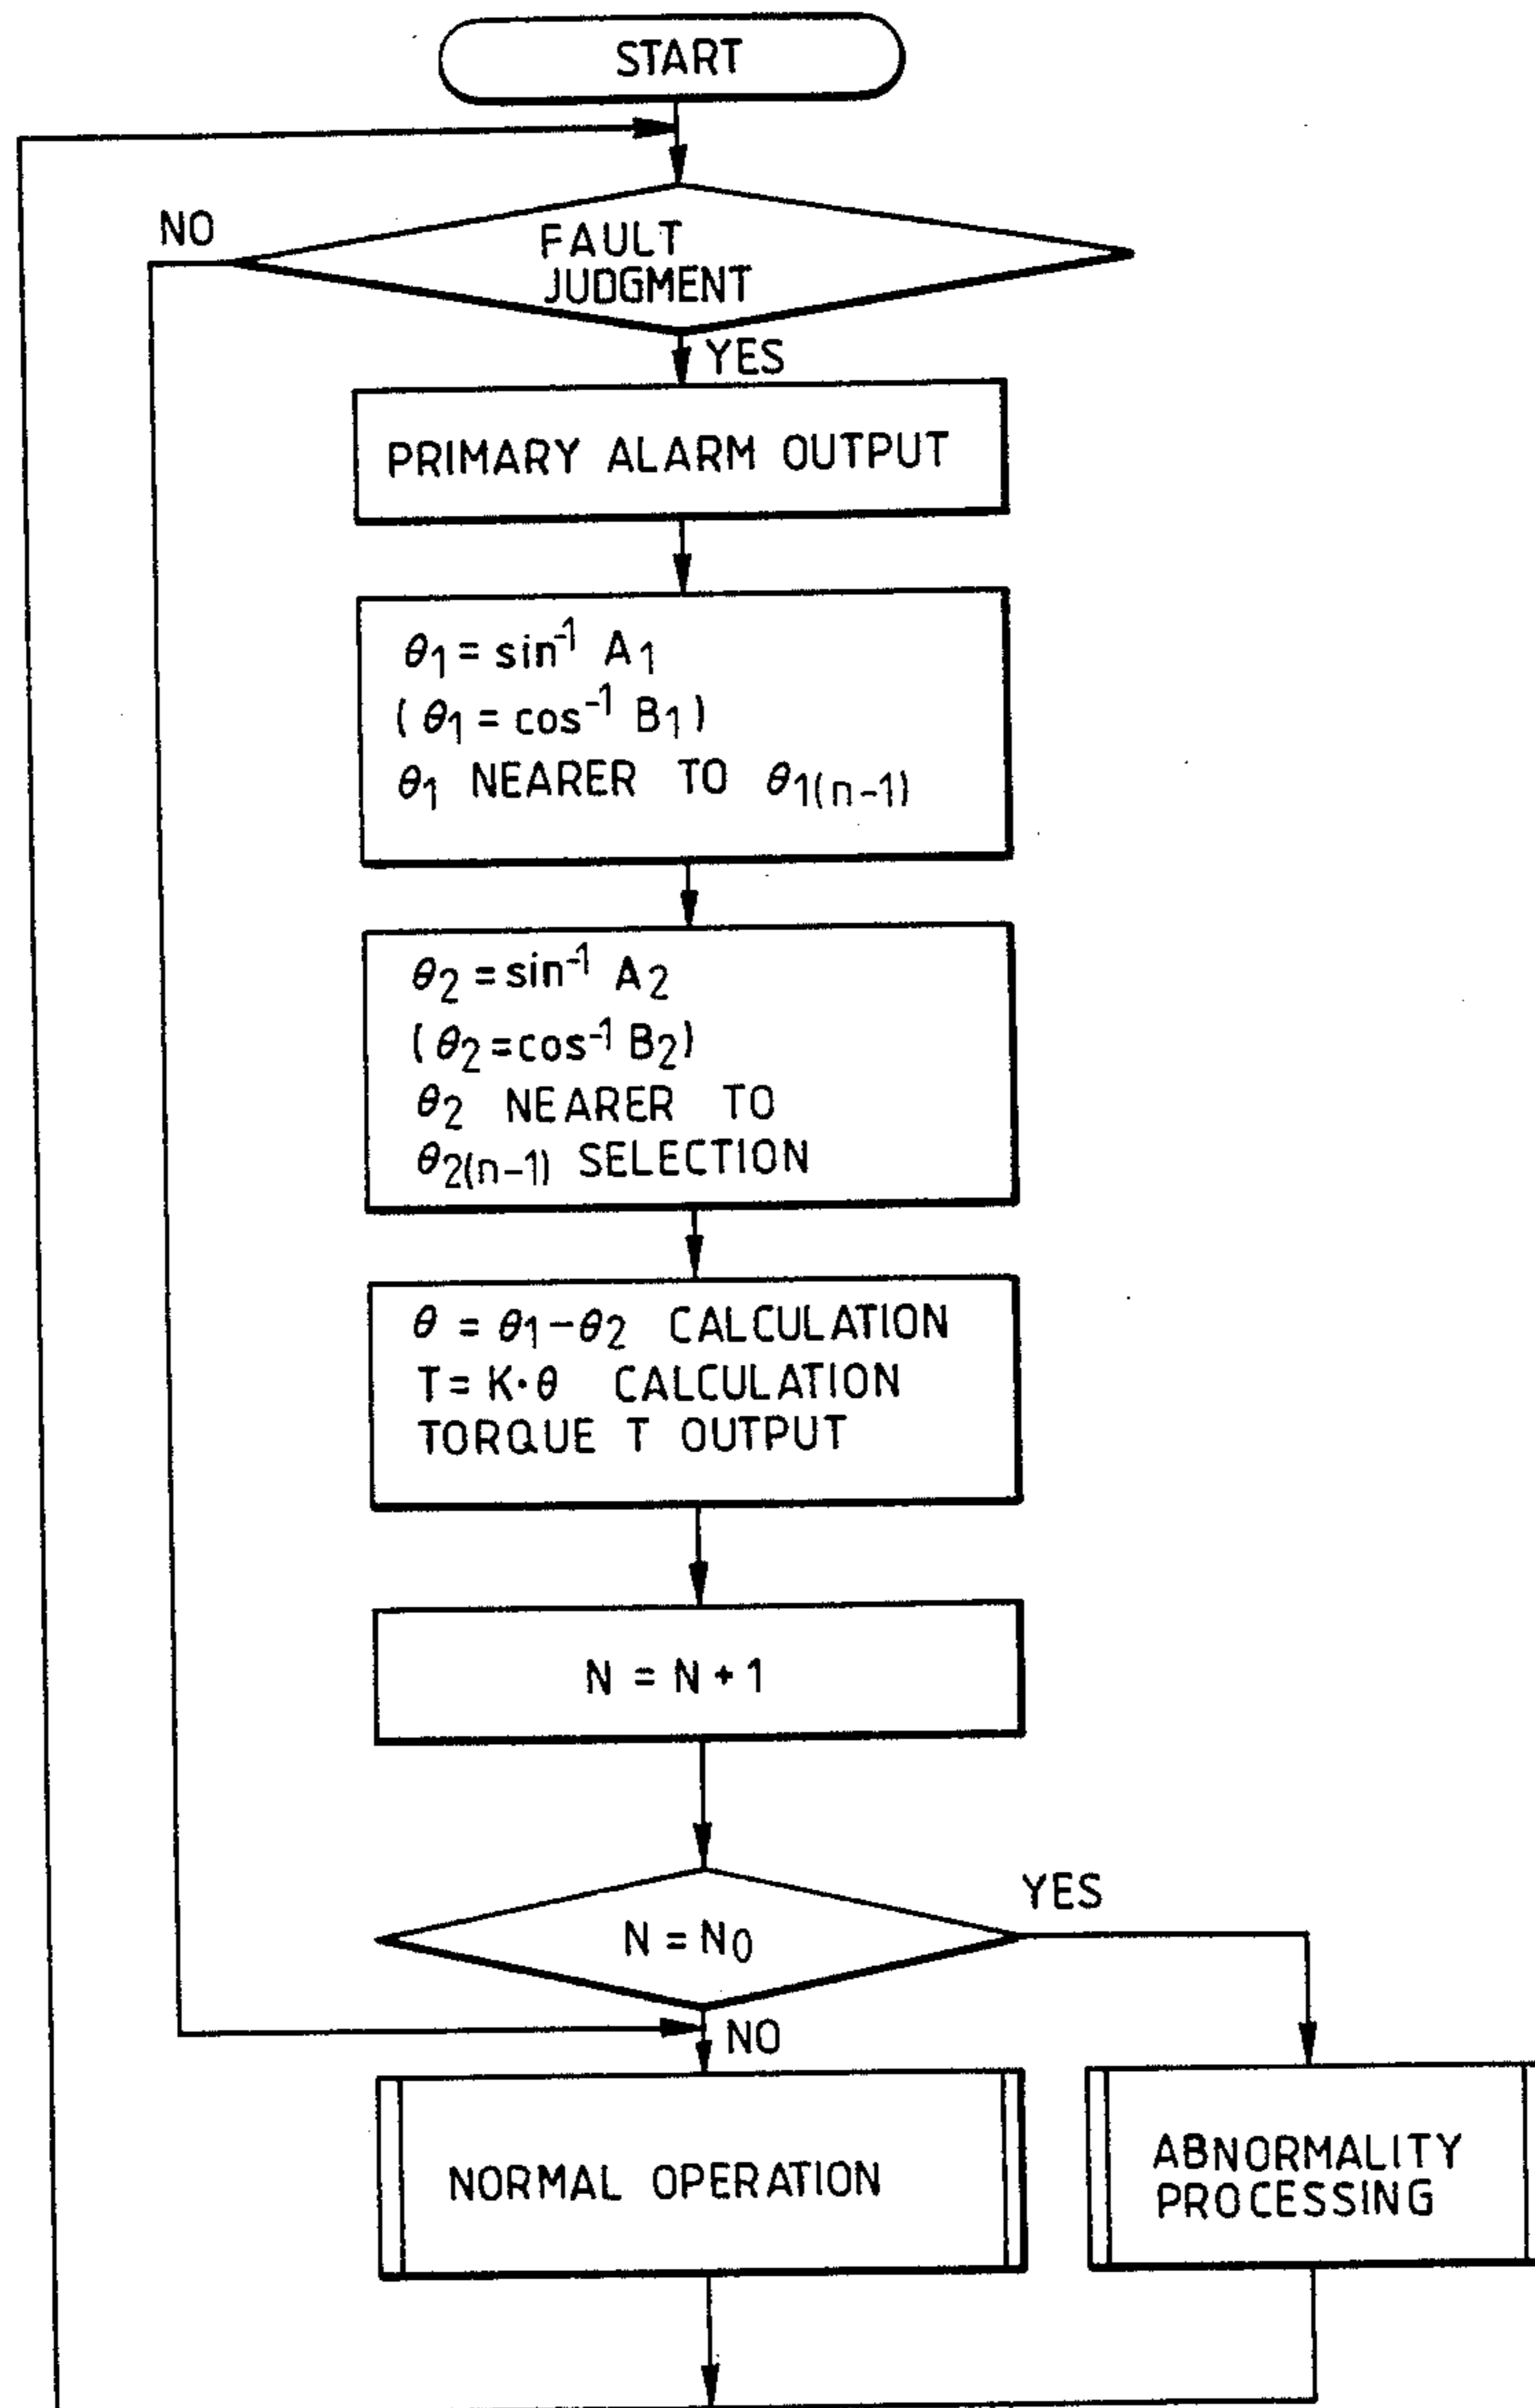 START
NO
FAULT
JUDGMENT
YES
PRIMARY ALARM OUTPUT
θ₁ = sin⁻¹ A₁
(θ₁ = cos⁻¹ B₁)
θ₁ NEARER TO θ₁₍ₙ₋₁₎
θ₂ = sin⁻¹ A₂
(θ₂ = cos⁻¹ B₂)
θ₂ NEARER TO
θ₂₍ₙ₋₁₎ SELECTION
θ = θ₁−θ₂ CALCULATION
T = K·θ CALCULATION
TORQUE T OUTPUT
N = N + 1
YES
N = N₀
NO
NORMAL OPERATION
ABNORMALITY
PROCESSING